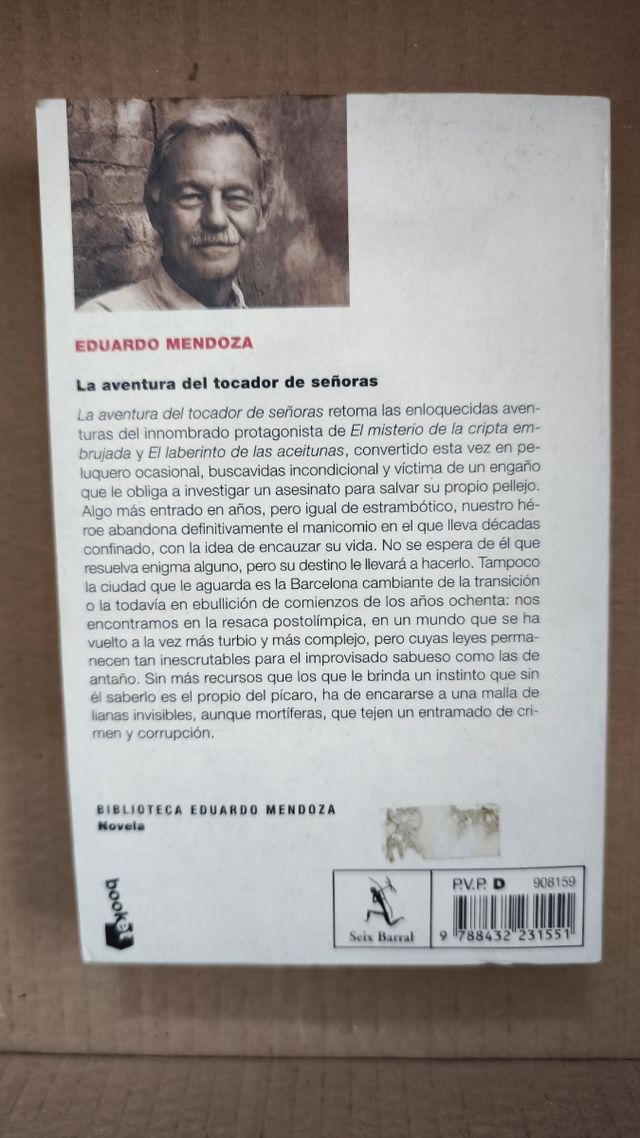 EDUARDO MENDOZA
La aventura del tocador de señoras
La aventura del tocador de señoras retoma las enloquecidas aven-
turas del innombrado protagonista de El misterio de la cripta em-
brujada y El laberinto de las aceitunas, convertido esta vez en pe-
luquero ocasional, buscavidas incondicional y víctima de un engaño
que le obliga a investigar un asesinato para salvar su propio pellejo.
Algo más entrado en años, pero igual de estrambótico, nuestro hé-
roe abandona definitivamente el manicomio en el que lleva décadas
confinado, con la idea de encauzar su vida. No se espera de él que
resuelva enigma alguno, pero su destino le llevará a hacerlo. Tampoco
la ciudad que le aguarda es la Barcelona cambiante de la transición
o la todavía en ebullición de comienzos de los años ochenta: nos
encontramos en la resaca postolímpica, en un mundo que se ha
vuelto a la vez más turbio y más complejo, pero cuyas leyes perma-
necen tan inescrutables para el improvisado sabueso como las de
antaño. Sin más recursos que los que le brinda un instinto que sin
él saberlo es el propio del pícaro, ha de encararse a una malla de
lianas invisibles, aunque mortíferas, que tejen un entramado de cri-
men y corrupción.
BIBLIOTECA EDUARDO MENDOZA
Novela
booket
Seix Barral
P.V.P. D 908159
9 788432 231551